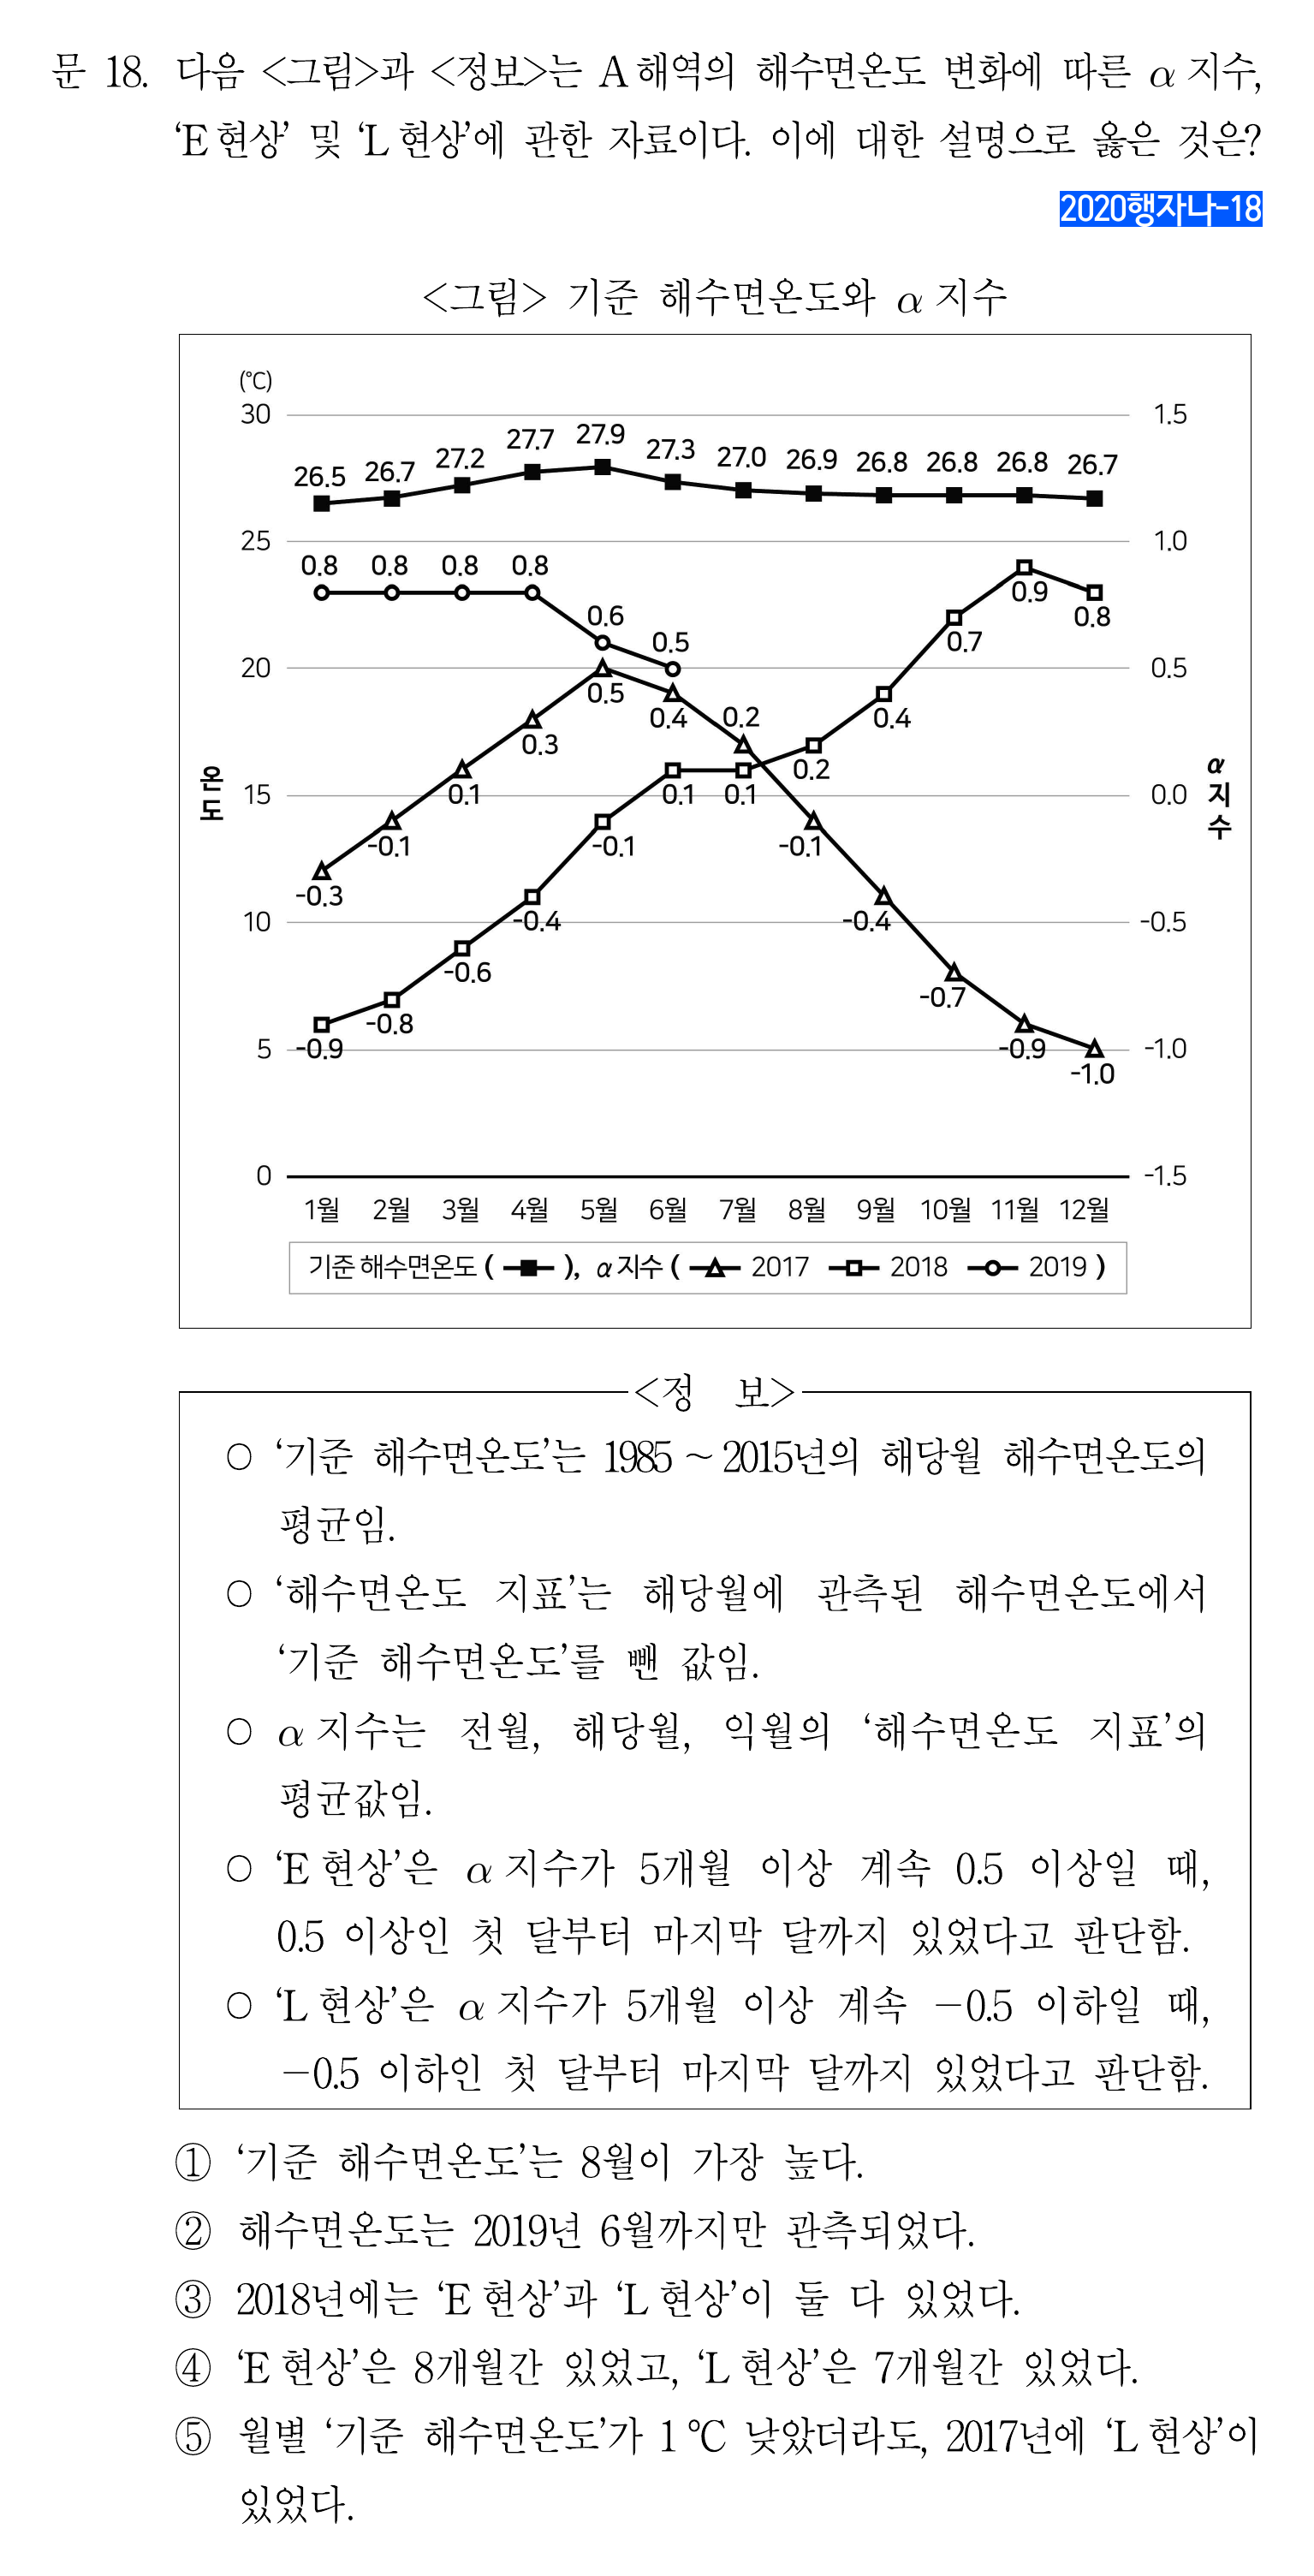 문 18. 다음 <그림>과 <정보>는 A해역의 해수면온도 변화에 따른 α지수,
‘E현상’ 및 ‘L현상’에 관한 자료이다. 이에 대한 설명으로 옳은 것은?
2020행자나-18
<그림> 기준 해수면온도와 α지수
(℃)
30 1.5
26.5 26.7 27.2 27.7 27.9 27.3 27.0 26.9 26.8 26.8 26.8 26.7
25 1.0
0.8 0.8 0.8 0.8 0.6 0.5
20 0.5
-0.3 -0.1 0.1 0.3 0.5 0.4 0.2 -0.1 -0.4 -0.7 -0.9 -1.0
온도 15 0.0 α지수
-0.9 -0.8 -0.6 -0.4 -0.1 0.1 0.1 0.2 0.4 0.7 0.9 0.8
10 -0.5
5 -1.0
0 -1.5
1월 2월 3월 4월 5월 6월 7월 8월 9월 10월 11월 12월
기준 해수면온도 ( ), α지수 ( 2017 2018 2019 )
<정 보>
○ ‘기준 해수면온도’는 1985~2015년의 해당월 해수면온도의
평균임.
○ ‘해수면온도 지표’는 해당월에 관측된 해수면온도에서
‘기준 해수면온도’를 뺀 값임.
○ α지수는 전월, 해당월, 익월의 ‘해수면온도 지표’의
평균값임.
○ ‘E현상’은 α지수가 5개월 이상 계속 0.5 이상일 때,
0.5 이상인 첫 달부터 마지막 달까지 있었다고 판단함.
○ ‘L현상’은 α지수가 5개월 이상 계속 -0.5 이하일 때,
-0.5 이하인 첫 달부터 마지막 달까지 있었다고 판단함.
① ‘기준 해수면온도’는 8월이 가장 높다.
② 해수면온도는 2019년 6월까지만 관측되었다.
③ 2018년에는 ‘E현상’과 ‘L현상’이 둘 다 있었다.
④ ‘E현상’은 8개월간 있었고, ‘L현상’은 7개월간 있었다.
⑤ 월별 ‘기준 해수면온도’가 1℃ 낮았더라도, 2017년에 ‘L현상’이
있었다.